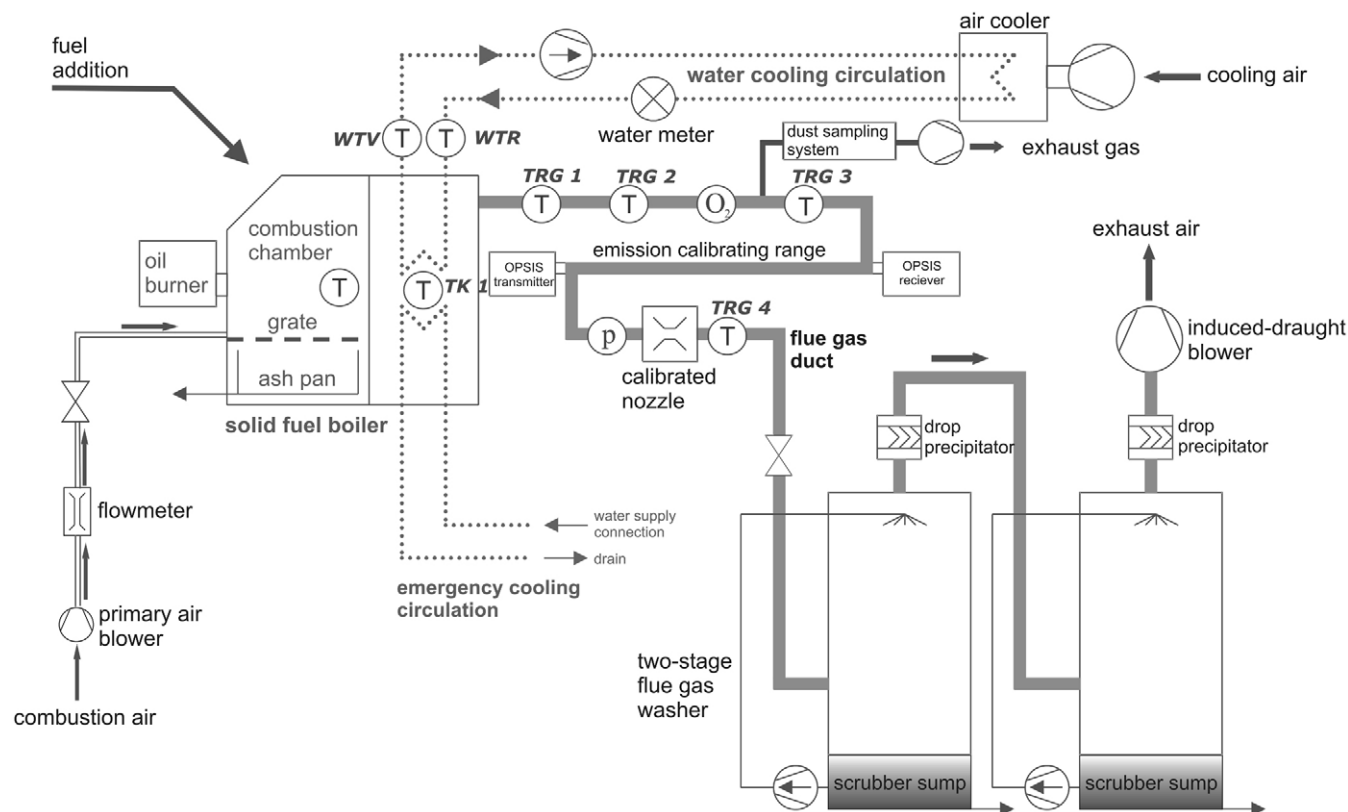 air cooler
fuel
addition
water cooling circulation
cooling air
water meter
WTV
T
T
WTR
dust sampling
system
exhaust gas
TRG 1
TRG 2
TRG 3
T
T
O2
T
combustion
chamber
exhaust air
oil
burner
emission calibrating range
OPSIS
transmitter
OPSIS
reciever
T
T
TK 1
TRG 4
grate
p
T
flue gas
duct
induced-draught
blower
ash pan
calibrated
nozzle
solid fuel boiler
drop
precipitator
drop
precipitator
flowmeter
water supply
connection
drain
emergency cooling
circulation
primary air
blower
two-stage
flue gas
washer
combustion air
scrubber sump
scrubber sump